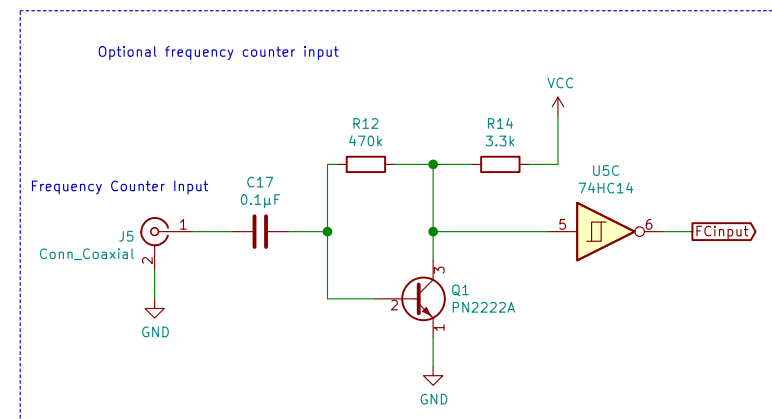 Optional frequency counter input
VCC
R12
470k
R14
3.3k
U5C
74HC14
Frequency Counter Input
C17
0.1µF
J5
Conn_Coaxial
1
2
5
6
FCinput
3
2
1
Q1
PN2222A
GND
GND